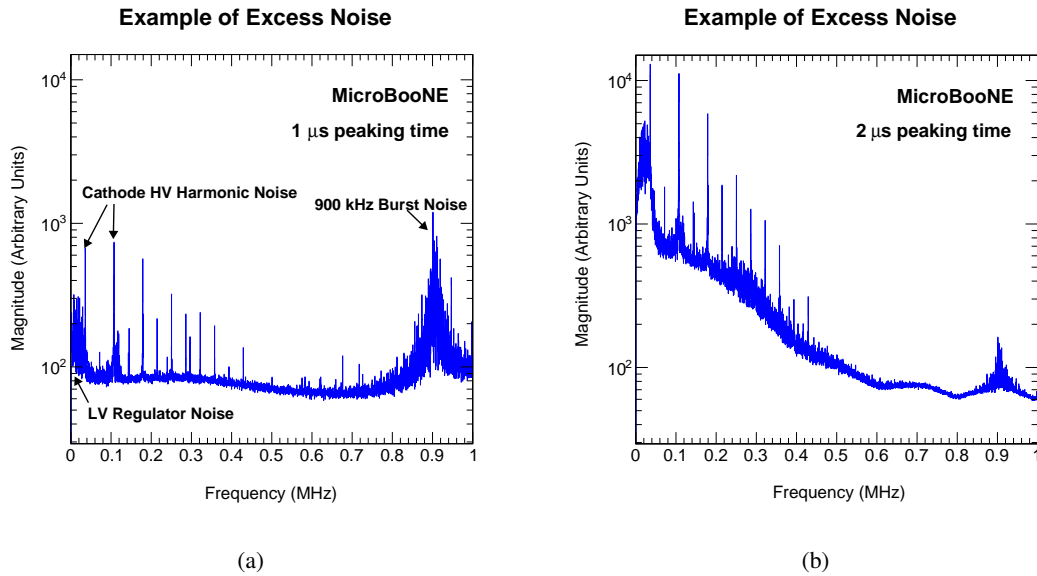 Example of Excess Noise
MicroBooNE
1 μs peaking time
Cathode HV Harmonic Noise
900 kHz Burst Noise
LV Regulator Noise
Magnitude (Arbitrary Units)
10^4
10^3
10^2
0 0.1 0.2 0.3 0.4 0.5 0.6 0.7 0.8 0.9 1
Frequency (MHz)
(a)
Example of Excess Noise
MicroBooNE
2 μs peaking time
Magnitude (Arbitrary Units)
10^4
10^3
10^2
0 0.1 0.2 0.3 0.4 0.5 0.6 0.7 0.8 0.9 1
Frequency (MHz)
(b)